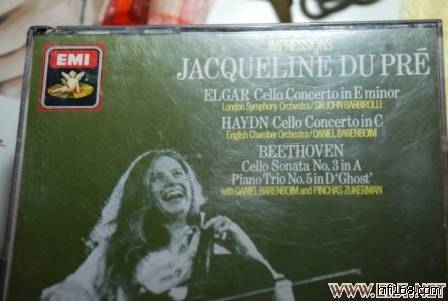 IMPRESSIONS
EMI
JACQUELINE DU PRÉ
ELGAR Cello Concerto in E minor
London Symphony Orchestra / SIR JOHN BARBIROLLI
HAYDN Cello Concerto in C
English Chamber Orchestra / DANIEL BARENBOIM
BEETHOVEN
Cello Sonata No. 3 in A
Piano Trio No. 5 in D 'Ghost'
with DANIEL BARENBOIM and PINCHAS ZUKERMAN